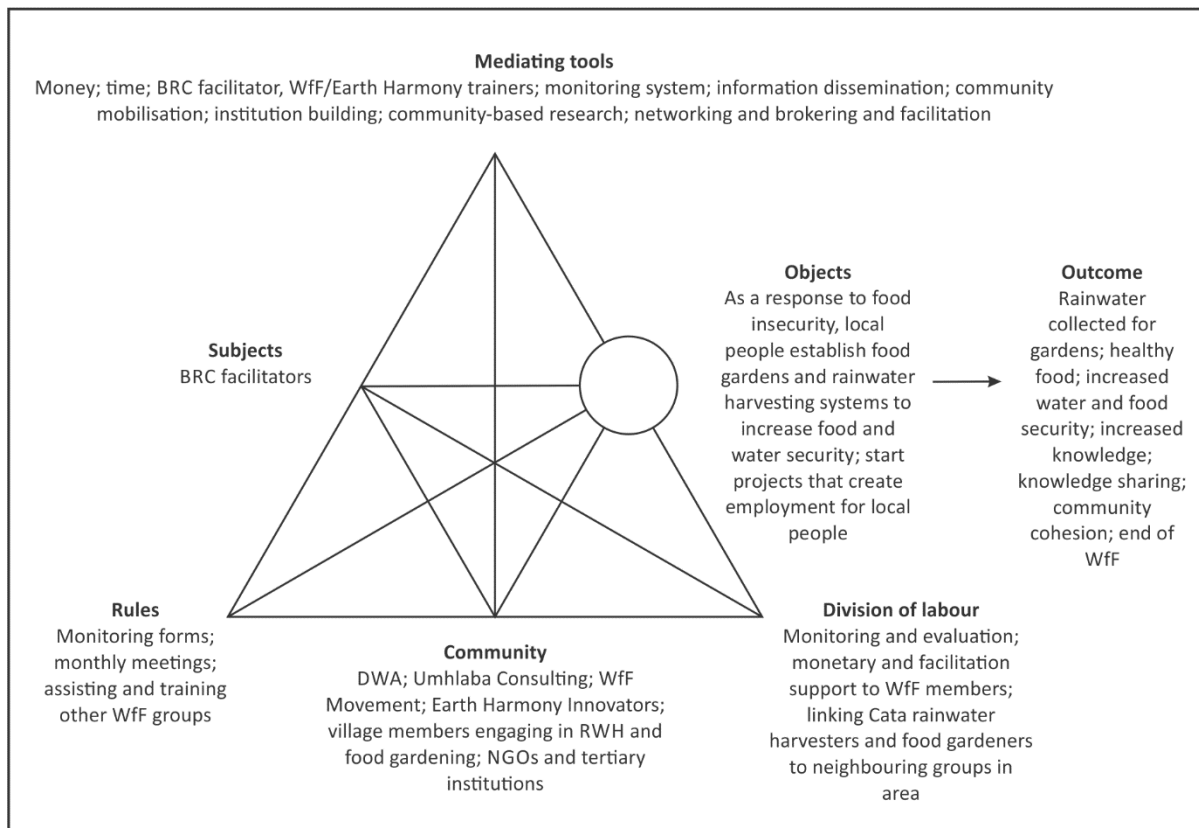 Mediating tools
Money; time; BRC facilitator, WfF/Earth Harmony trainers; monitoring system; information dissemination; community
mobilisation; institution building; community-based research; networking and brokering and facilitation
Subjects
BRC facilitators
Objects
As a response to food
insecurity, local
people establish food
gardens and rainwater
harvesting systems to
increase food and
water security; start
projects that create
employment for local
people
Outcome
Rainwater
collected for
gardens; healthy
food; increased
water and food
security; increased
knowledge;
knowledge sharing;
community
cohesion; end of
WfF
Rules
Monitoring forms;
monthly meetings;
assisting and training
other WfF groups
Community
DWA; Umhlaba Consulting; WfF
Movement; Earth Harmony Innovators;
village members engaging in RWH and
food gardening; NGOs and tertiary
institutions
Division of labour
Monitoring and evaluation;
monetary and facilitation
support to WfF members;
linking Cata rainwater
harvesters and food gardeners
to neighbouring groups in
area